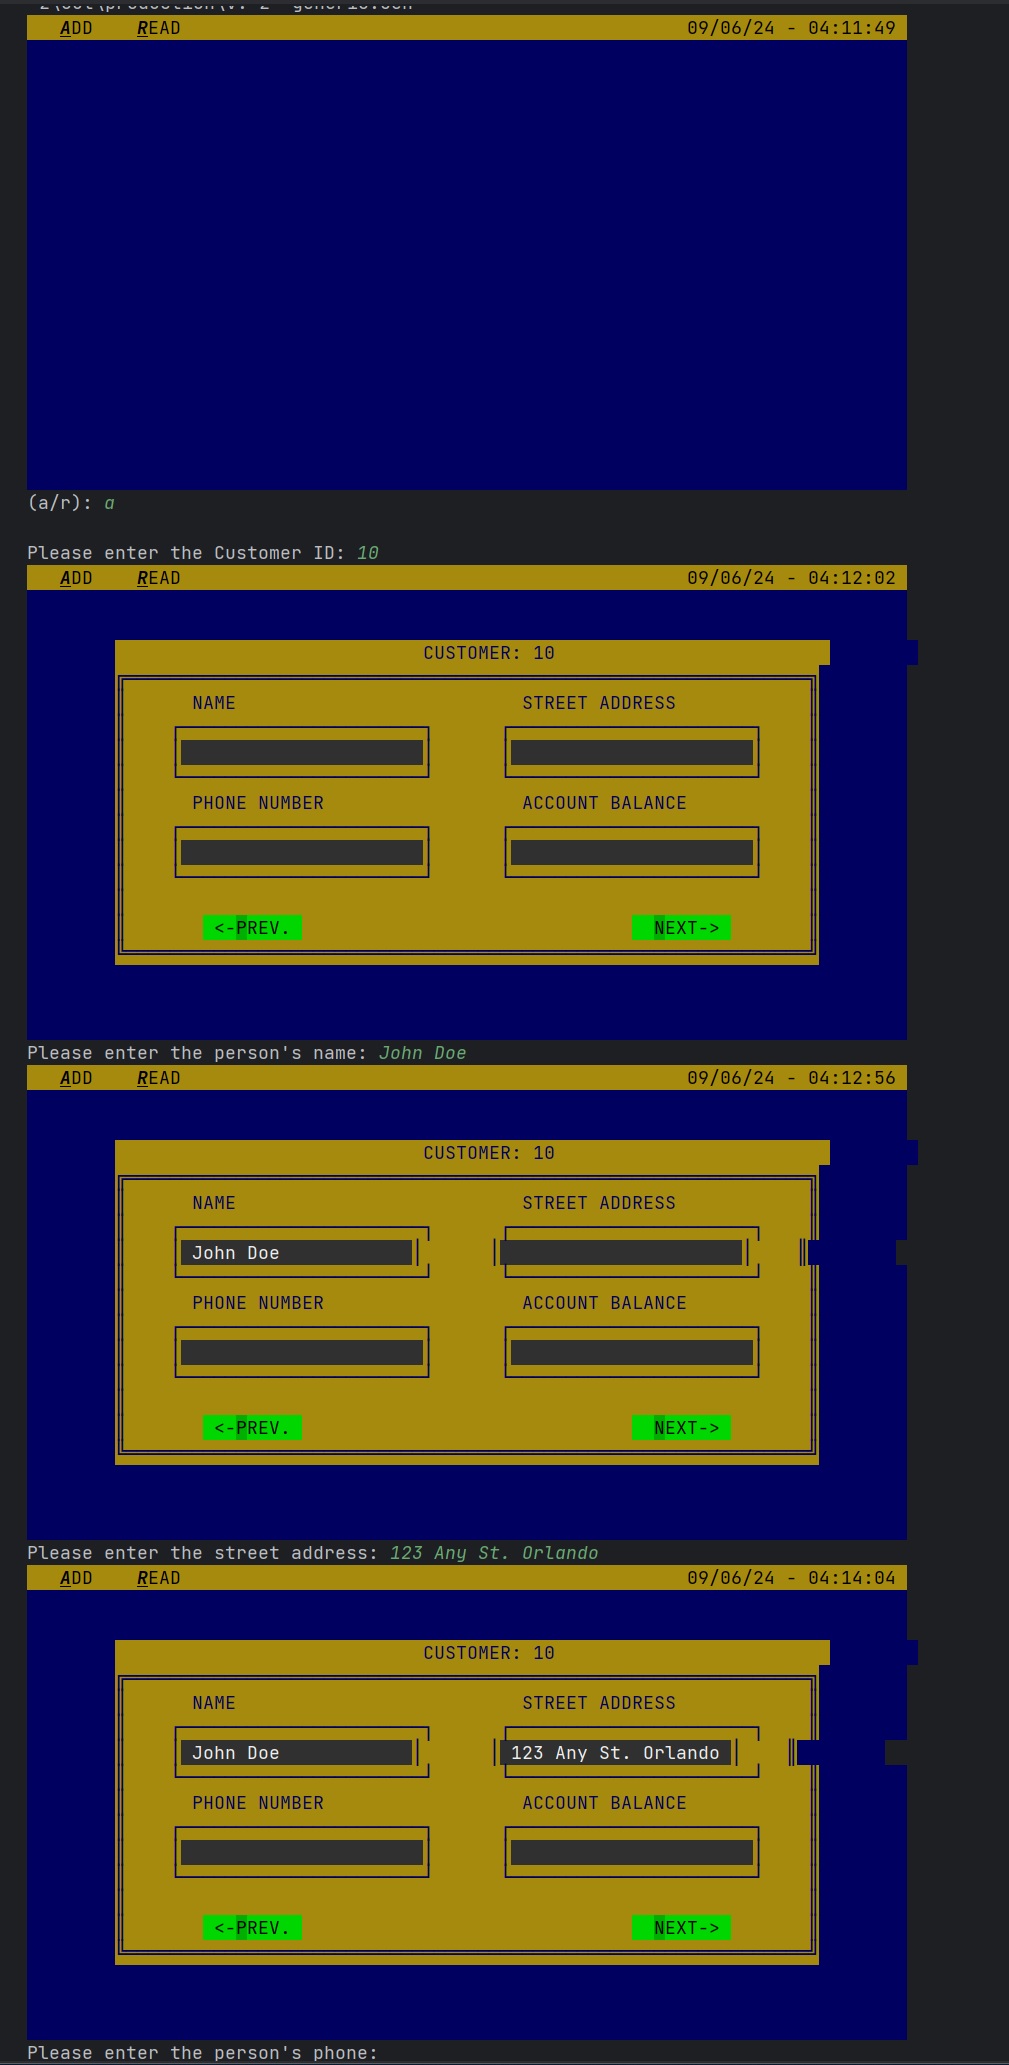 ADD READ 09/06/24 - 04:11:49
(a/r): a
Please enter the Customer ID: 10
ADD READ 09/06/24 - 04:12:02
CUSTOMER: 10
NAME STREET ADDRESS
PHONE NUMBER ACCOUNT BALANCE
<-PREV. NEXT->
Please enter the person's name: John Doe
ADD READ 09/06/24 - 04:12:56
CUSTOMER: 10
NAME STREET ADDRESS
John Doe
PHONE NUMBER ACCOUNT BALANCE
<-PREV. NEXT->
Please enter the street address: 123 Any St. Orlando
ADD READ 09/06/24 - 04:14:04
CUSTOMER: 10
NAME STREET ADDRESS
John Doe 123 Any St. Orlando
PHONE NUMBER ACCOUNT BALANCE
<-PREV. NEXT->
Please enter the person's phone: